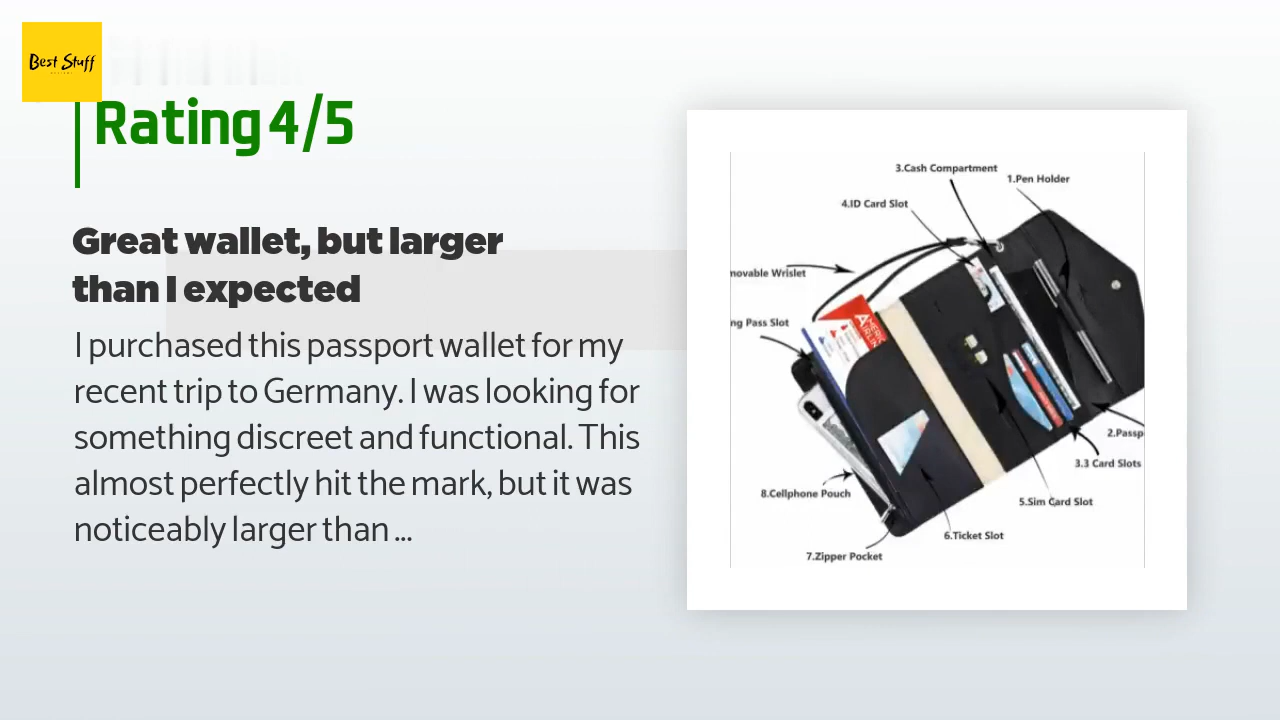 Best Stuff
Rating 4/5
Great wallet, but larger
than I expected
I purchased this passport wallet for my
recent trip to Germany. I was looking for
something discreet and functional. This
almost perfectly hit the mark, but it was
noticeably larger than ...
3.Cash Compartment
1.Pen Holder
4.ID Card Slot
movable Wrislet
ng Pass Slot
2.Passp
3.3 Card Slots
8.Cellphone Pouch
5.Sim Card Slot
6.Ticket Slot
7.Zipper Pocket